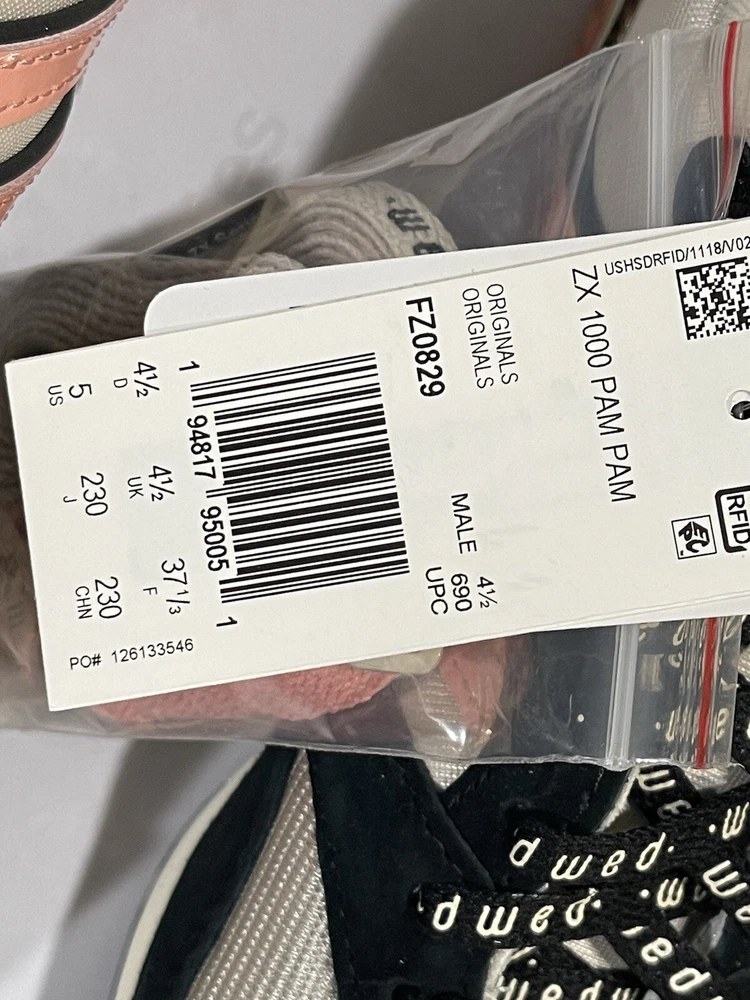 USHSDRFID/1118/V02
ZX 1000 PAM PAM
RFID
ORIGINALS
ORIGINALS
FZ0829
MALE 4½
690
UPC
1 94817 95005 1
4½ D
4½ UK
37 1/3 F
5 US
230 J
230 CHN
PO# 126133546
p w e d.
p w e d.